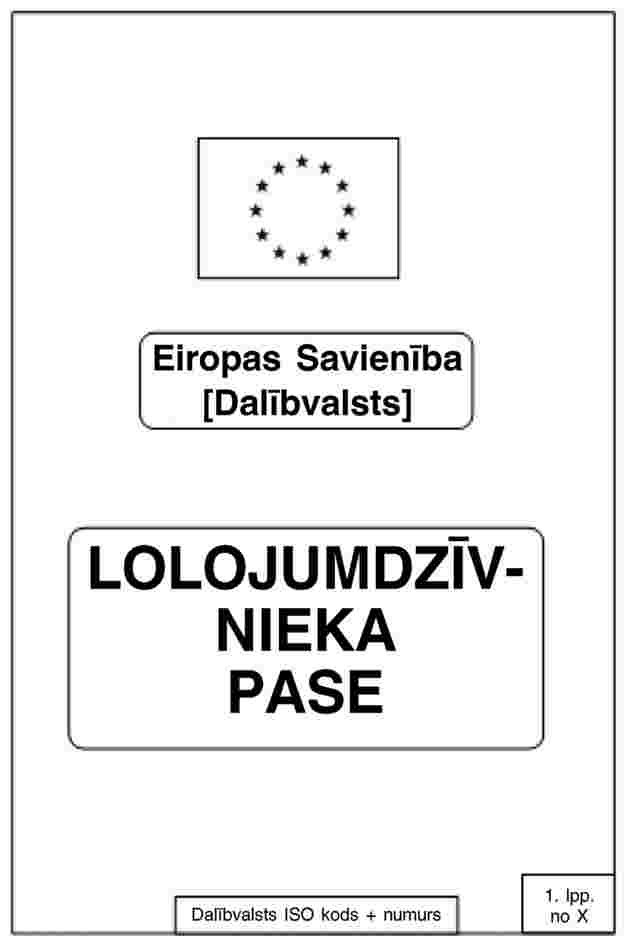 Eiropas Savienība
[Dalībvalsts]
LOLOJUMDZĪV-
NIEKA
PASE
Dalībvalsts ISO kods + numurs
1. lpp.
no X